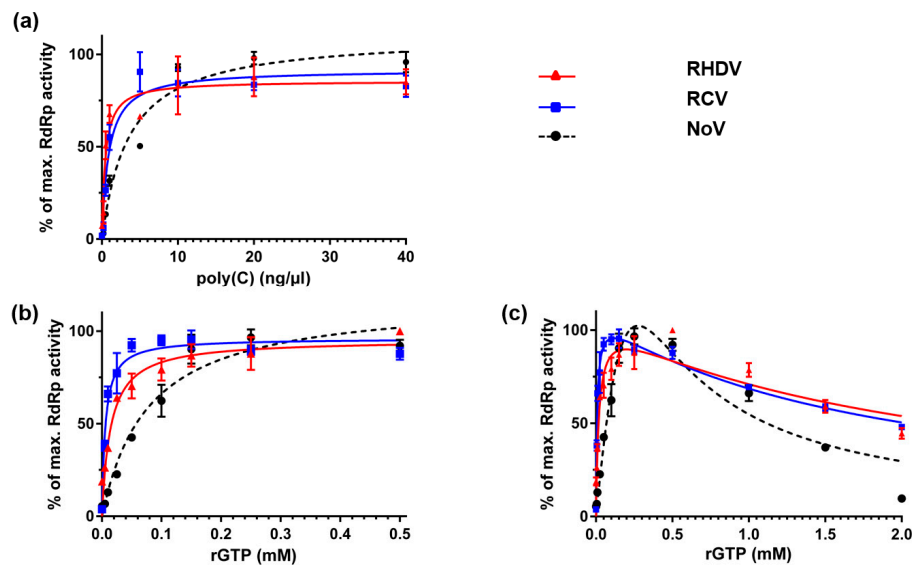 (a)
% of max. RdRp activity
100
50
0
0
10
20
30
40
poly(C) (ng/µl)
RHDV
RCV
NoV
(b)
% of max. RdRp activity
100
50
0
0.0
0.1
0.2
0.3
0.4
0.5
rGTP (mM)
(c)
% of max. RdRp activity
100
50
0
0.0
0.5
1.0
1.5
2.0
rGTP (mM)